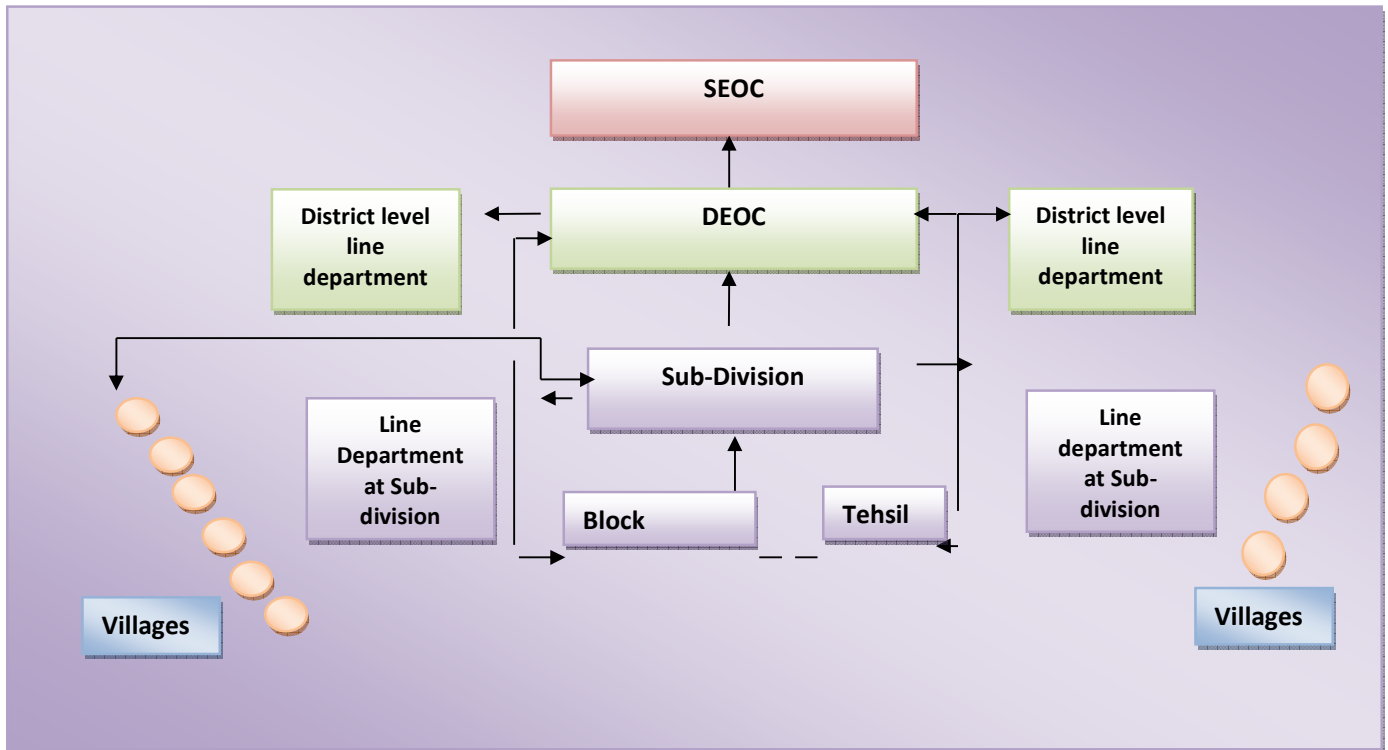 SEOC
District level
line
department
DEOC
District level
line
department
Sub-Division
Line
Department
at Sub-
division
Line
department
at Sub-
division
Block
Tehsil
Villages
Villages